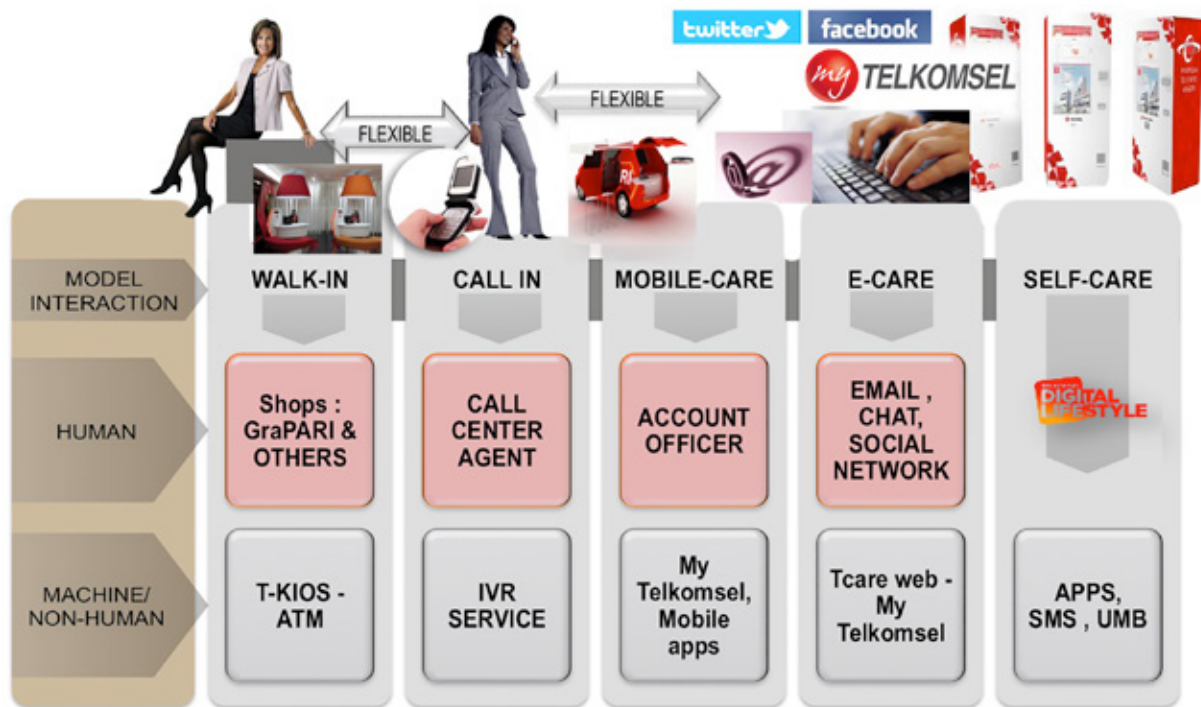 twitter
facebook
my TELKOMSEL
FLEXIBLE
FLEXIBLE
MODEL
INTERACTION
WALK-IN
CALL IN
MOBILE-CARE
E-CARE
SELF-CARE
HUMAN
Shops :
GraPARI &
OTHERS
CALL
CENTER
AGENT
ACCOUNT
OFFICER
EMAIL ,
CHAT,
SOCIAL
NETWORK
DIGITAL
LIFESTYLE
MACHINE/
NON-HUMAN
T-KIOS -
ATM
IVR
SERVICE
My
Telkomsel,
Mobile
apps
Tcare web -
My
Telkomsel
APPS,
SMS , UMB